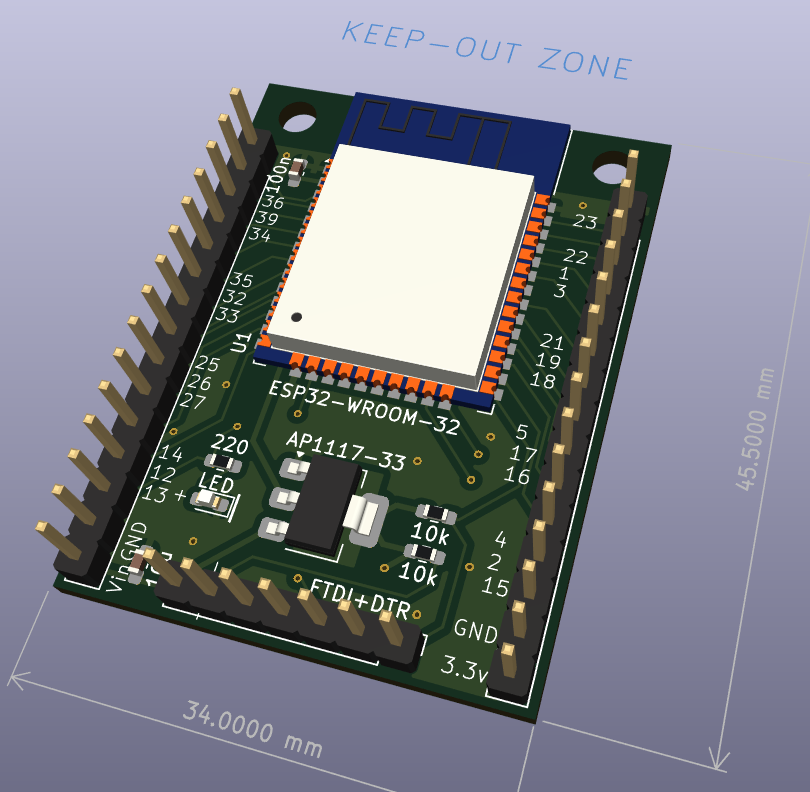 KEEP-OUT ZONE
100n
36
39
34
35
32
33
U1
25
26
27
14
12
13 +
23
22
1
3
21
19
18
5
17
16
4
2
15
GND
3.3v
ESP32-WROOM-32
AP1117-33
220
LED
10k
10k
FTDI+DTR
VinGND
34.0000 mm
45.5000 mm